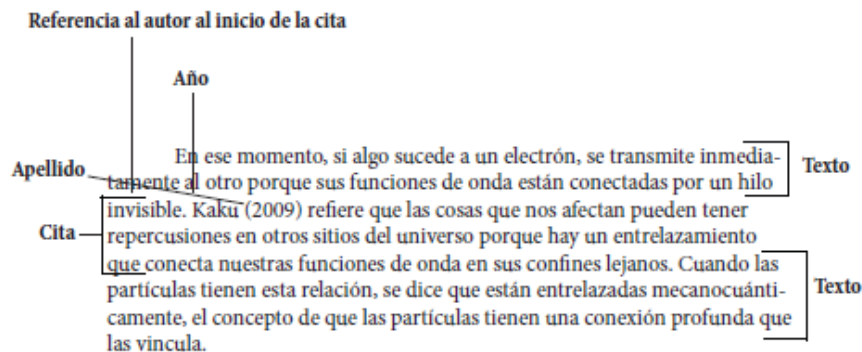 Referencia al autor al inicio de la cita
Año
En ese momento, si algo sucede a un electrón, se transmite inmedia-
Texto
Apellido
tamente al otro porque sus funciones de onda están conectadas por un hilo
invisible. Kaku (2009) refiere que las cosas que nos afectan pueden tener
Cita
repercusiones en otros sitios del universo porque hay un entrelazamiento
que conecta nuestras funciones de onda en sus confines lejanos. Cuando las
partículas tienen esta relación, se dice que están entrelazadas mecanocuánti-
Texto
camente, el concepto de que las partículas tienen una conexión profunda que
las vincula.